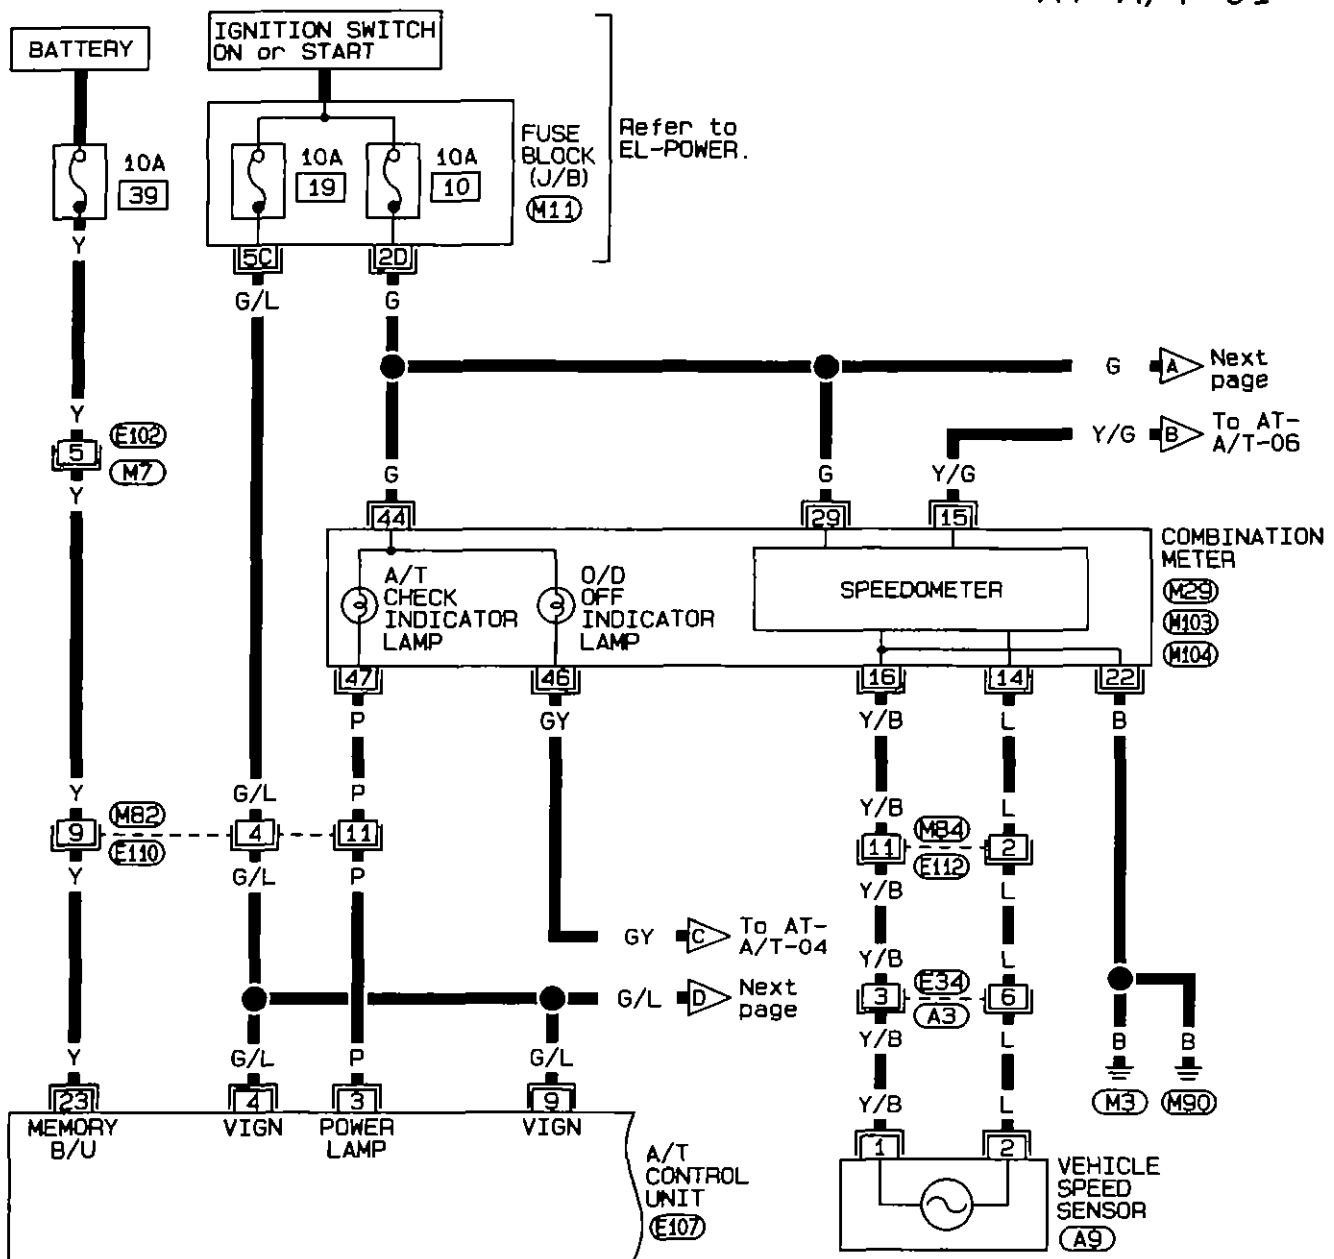 BATTERY
IGNITION SWITCH
ON or START
Refer to
EL-POWER.
FUSE
BLOCK
(J/B)
M11
10A
39
10A
19
10A
10
5C
2D
Y
G/L
G
G
A
Next
page
Y/G
B
To AT-
A/T-06
Y
5
E102
M7
Y
G
G
Y/G
44
29
15
COMBINATION
METER
M29
M103
M104
A/T
CHECK
INDICATOR
LAMP
O/D
OFF
INDICATOR
LAMP
SPEEDOMETER
47
46
16
14
22
P
GY
Y/B
L
B
Y
G/L
P
Y/B
L
9
M82
E110
4
11
11
M84
E112
2
Y
G/L
P
Y/B
L
GY
C
To AT-
A/T-04
Y/B
L
G/L
D
Next
page
3
E34
A3
6
Y
G/L
P
G/L
Y/B
L
B
B
M3
M90
23
4
3
9
MEMORY
B/U
VIGN
POWER
LAMP
VIGN
A/T
CONTROL
UNIT
E107
Y/B
L
1
2
VEHICLE
SPEED
SENSOR
A9